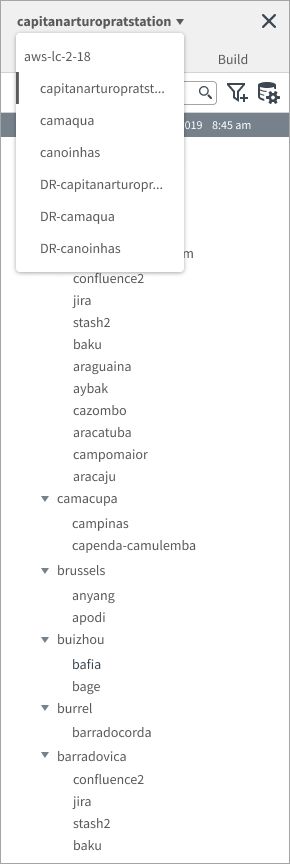 capitanarturopratstation
aws-lc-2-18
Build
capitanarturopratst...
camaqua
canoinhas
019 8:45 am
DR-capitanarturopr...
DR-camaqua
DR-canoinhas
m
confluence2
jira
stash2
baku
araguaina
aybak
cazombo
aracatuba
campomaior
aracaju
camacupa
campinas
capenda-camulemba
brussels
anyang
apodi
buizhou
bafia
bage
burrel
barradocorda
barradovica
confluence2
jira
stash2
baku